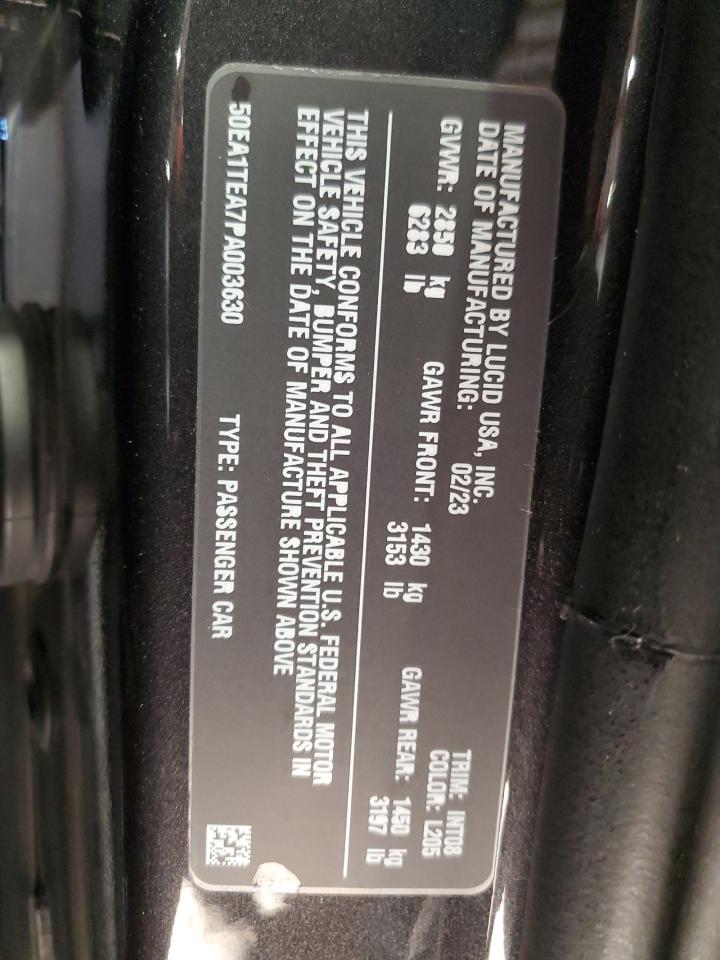 MANUFACTURED BY LUCID USA, INC.
DATE OF MANUFACTURING: 02/23
TRIM: INT08
COLOR: L205
GVWR: 2850 kg
6283 lb
GAWR FRONT: 1430 kg
3153 lb
GAWR REAR: 1450 kg
3197 lb
THIS VEHICLE CONFORMS TO ALL APPLICABLE U.S. FEDERAL MOTOR
VEHICLE SAFETY, BUMPER AND THEFT PREVENTION STANDARDS IN
EFFECT ON THE DATE OF MANUFACTURE SHOWN ABOVE
50EA1TEA7PA003630 TYPE: PASSENGER CAR